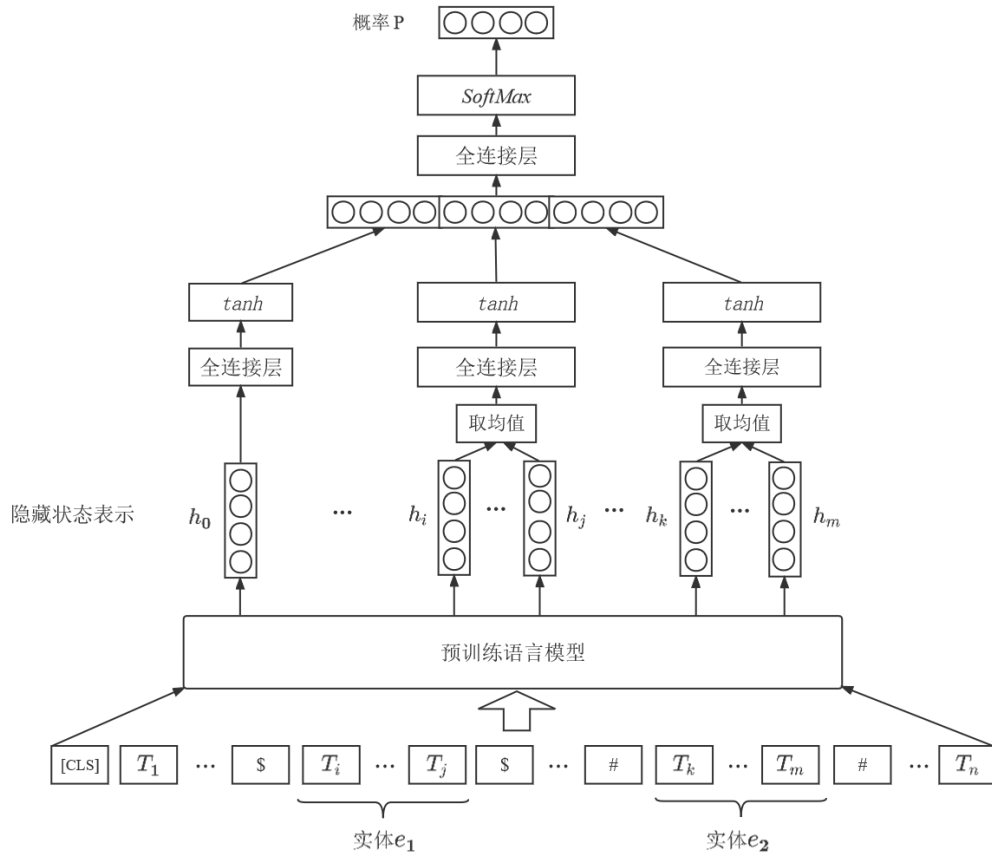 概率 P
SoftMax
全连接层
tanh tanh tanh
全连接层 全连接层 全连接层
取均值 取均值
隐藏状态表示 h₀ ... hᵢ ... hⱼ ... hₖ ... hₘ
预训练语言模型
[CLS] T₁ ... $ Tᵢ ... Tⱼ $ ... # Tₖ ... Tₘ # ... Tₙ
实体e₁ 实体e₂